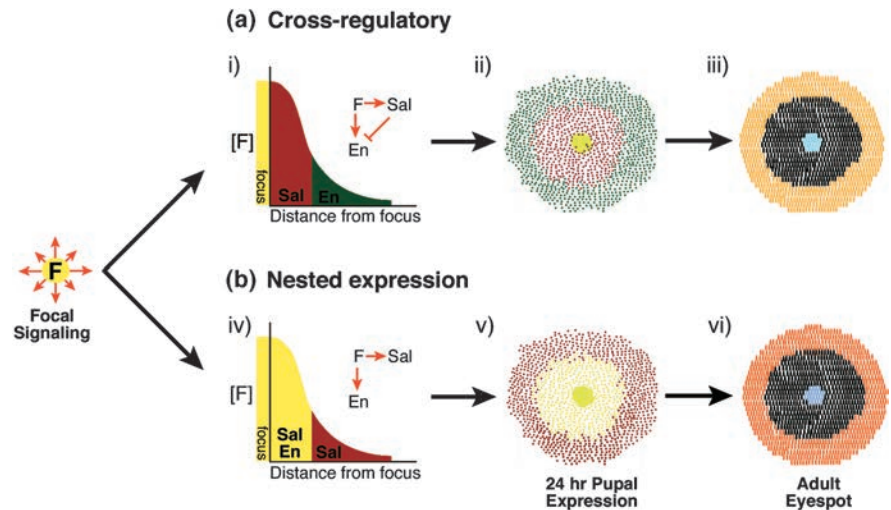 (a) Cross-regulatory
i)
ii)
iii)
[F]
F Sal
En
focus
Sal En
Distance from focus
F
Focal
Signaling
(b) Nested expression
iv)
v)
vi)
[F]
F Sal
En
focus
Sal
En Sal
Distance from focus
24 hr Pupal
Expression
Adult
Eyespot